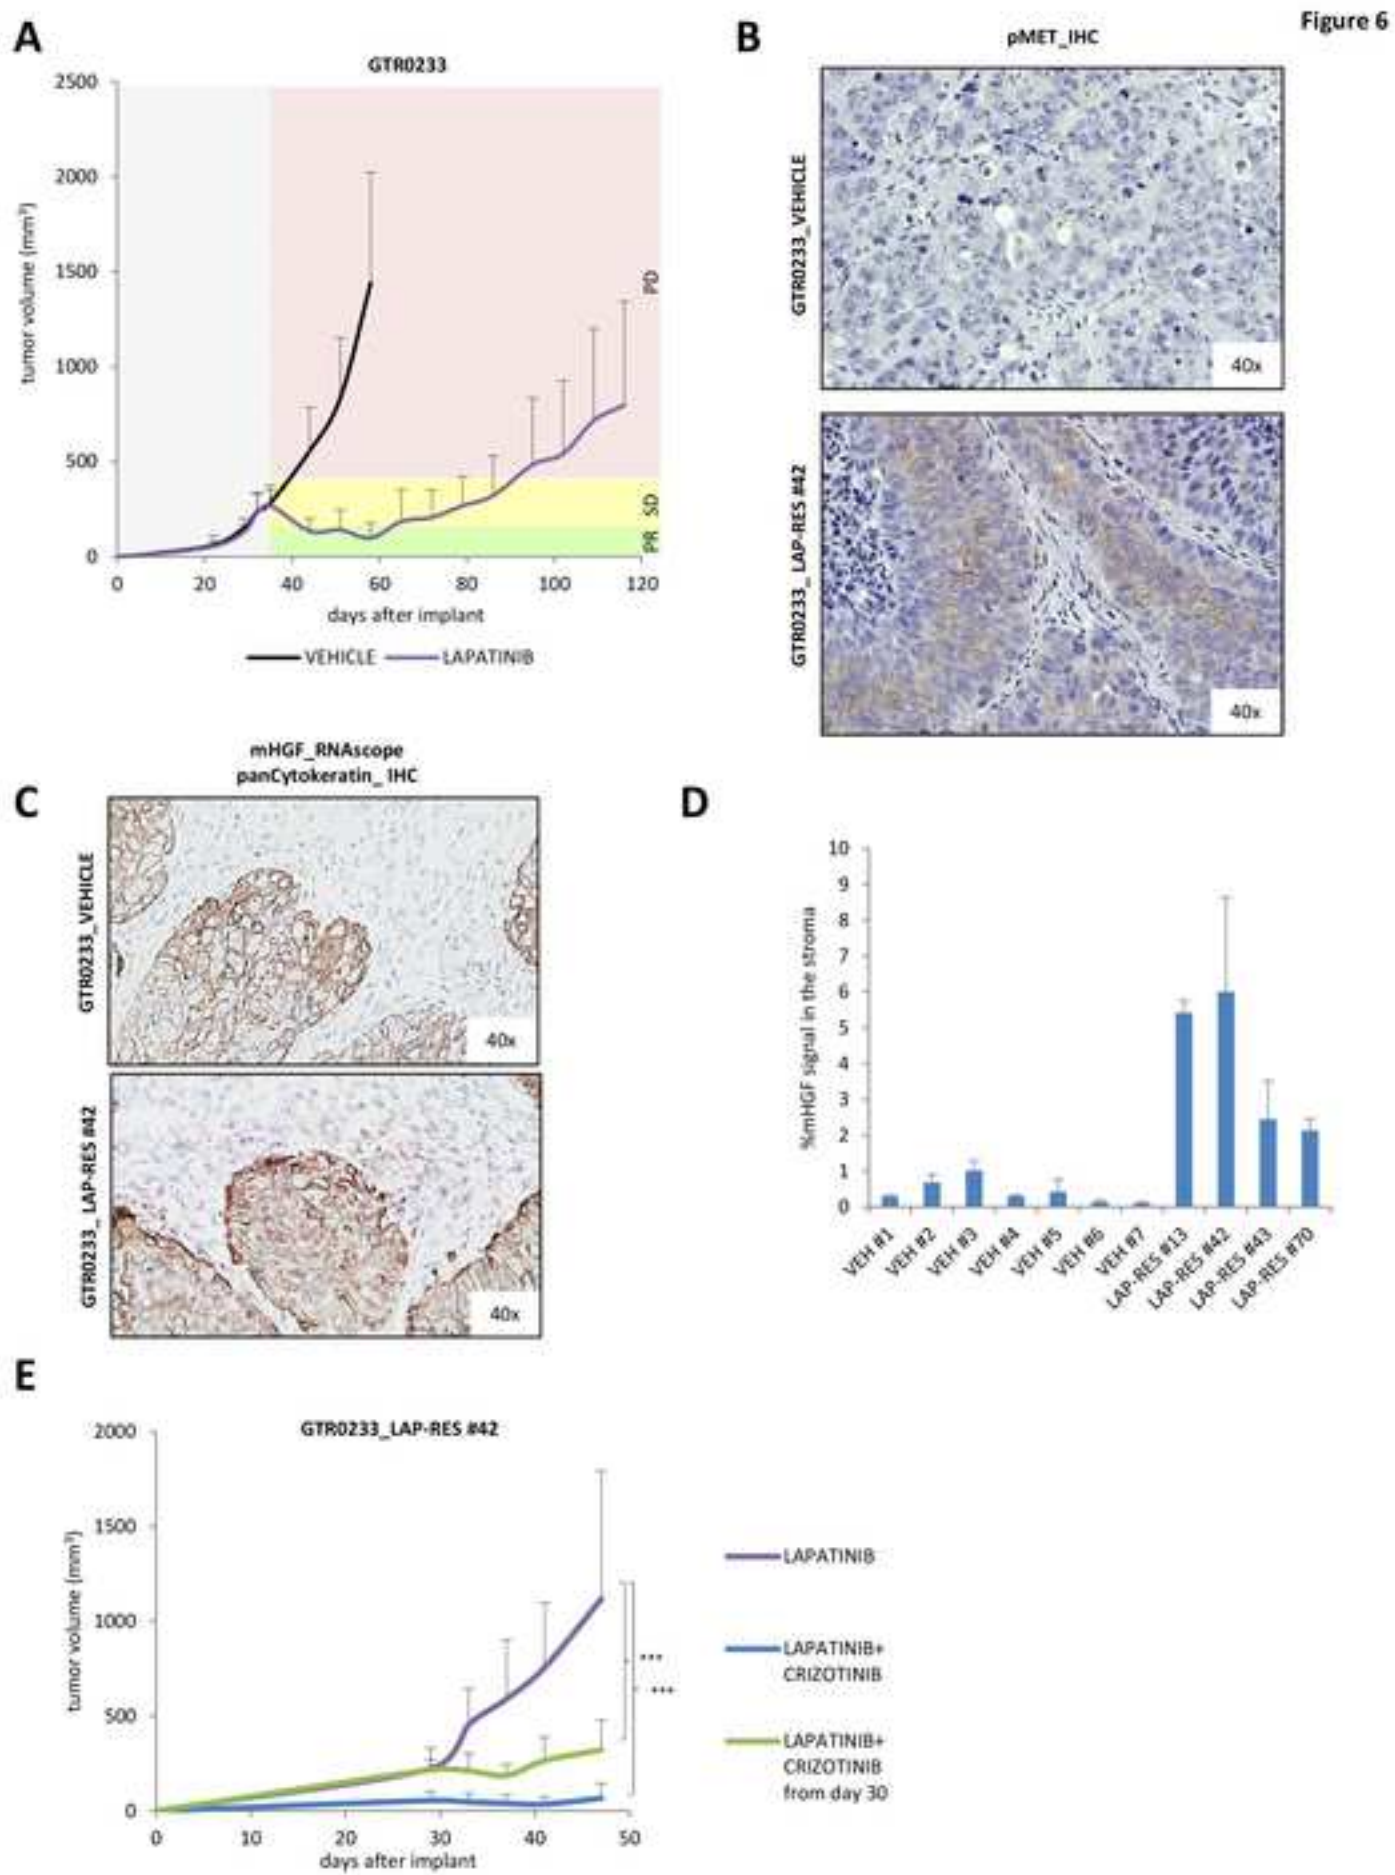 Figure 6
A
GTR0233
2500
2000
1500
1000
500
0
tumor volume (mm³)
PD
SD
PR
0 20 40 60 80 100 120
days after implant
VEHICLE LAPATINIB
B
pMET_IHC
GTR0233_VEHICLE
40x
GTR0233_ LAP-RES #42
40x
C
mHGF_RNAscope
panCytokeratin_ IHC
GTR0233_VEHICLE
40x
GTR0233_ LAP-RES #42
40x
D
10
9
8
7
6
5
4
3
2
1
0
%mHGF signal in the stroma
VEH #1
VEH #2
VEH #3
VEH #4
VEH #5
VEH #6
VEH #7
LAP-RES #13
LAP-RES #42
LAP-RES #43
LAP-RES #70
E
GTR0233_LAP-RES #42
2000
1500
1000
500
0
tumor volume (mm³)
0 10 20 30 40 50
days after implant
***
***
LAPATINIB
LAPATINIB+
CRIZOTINIB
LAPATINIB+
CRIZOTINIB
from day 30